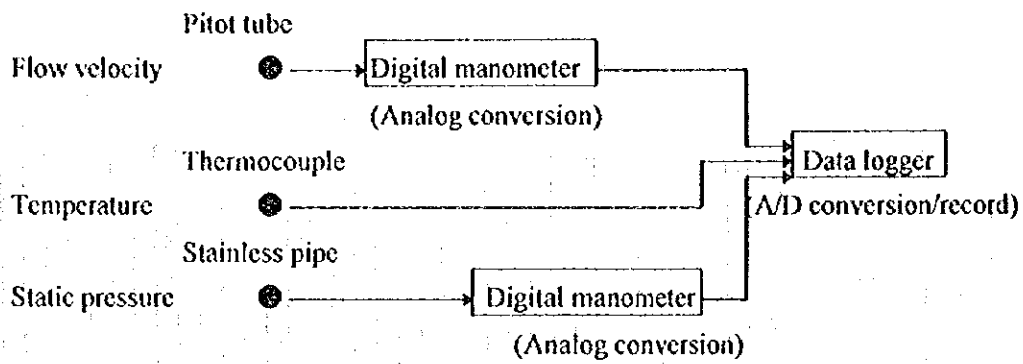 Pitot tube
Flow velocity
Digital manometer
(Analog conversion)
Thermocouple
Data logger
Temperature
(A/D conversion/record)
Stainless pipe
Static pressure
Digital manometer
(Analog conversion)